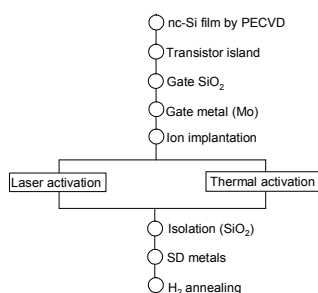 nc-Si film by PECVD
Transistor island
Gate SiO₂
Gate metal (Mo)
Ion implantation
Laser activation
Thermal activation
Isolation (SiO₂)
SD metals
H₂ annealing